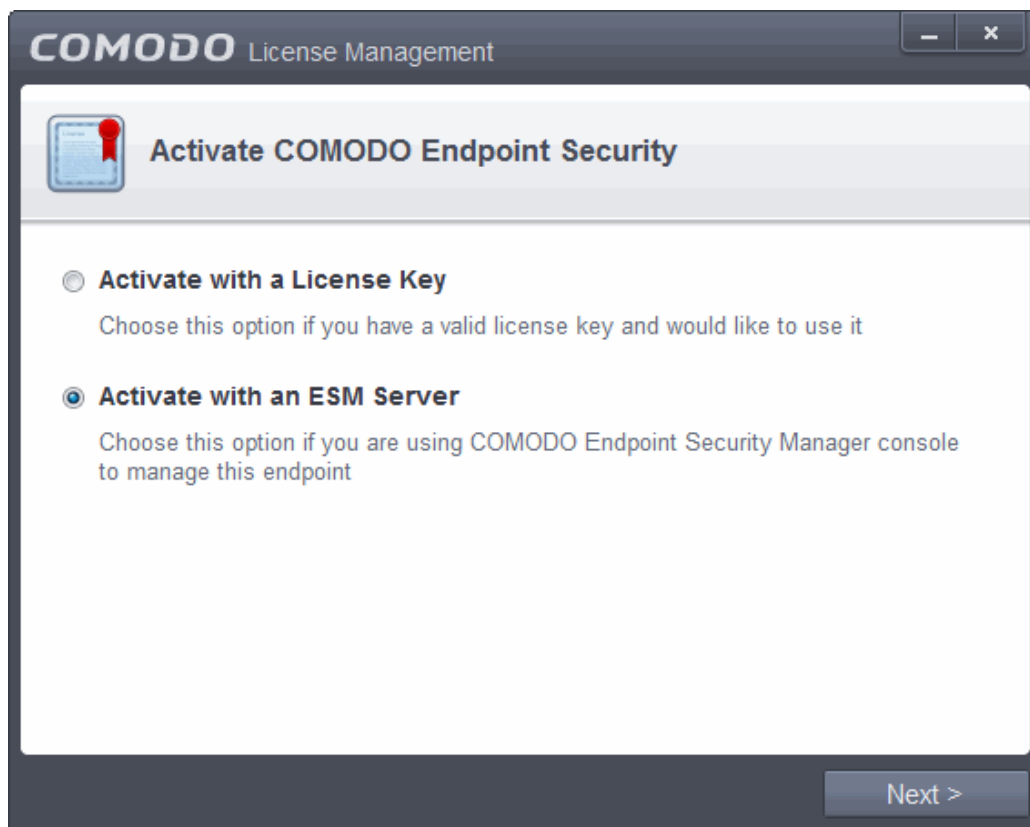 COMODO License Management
Activate COMODO Endpoint Security
Activate with a License Key
Choose this option if you have a valid license key and would like to use it
Activate with an ESM Server
Choose this option if you are using COMODO Endpoint Security Manager console
to manage this endpoint
Next >